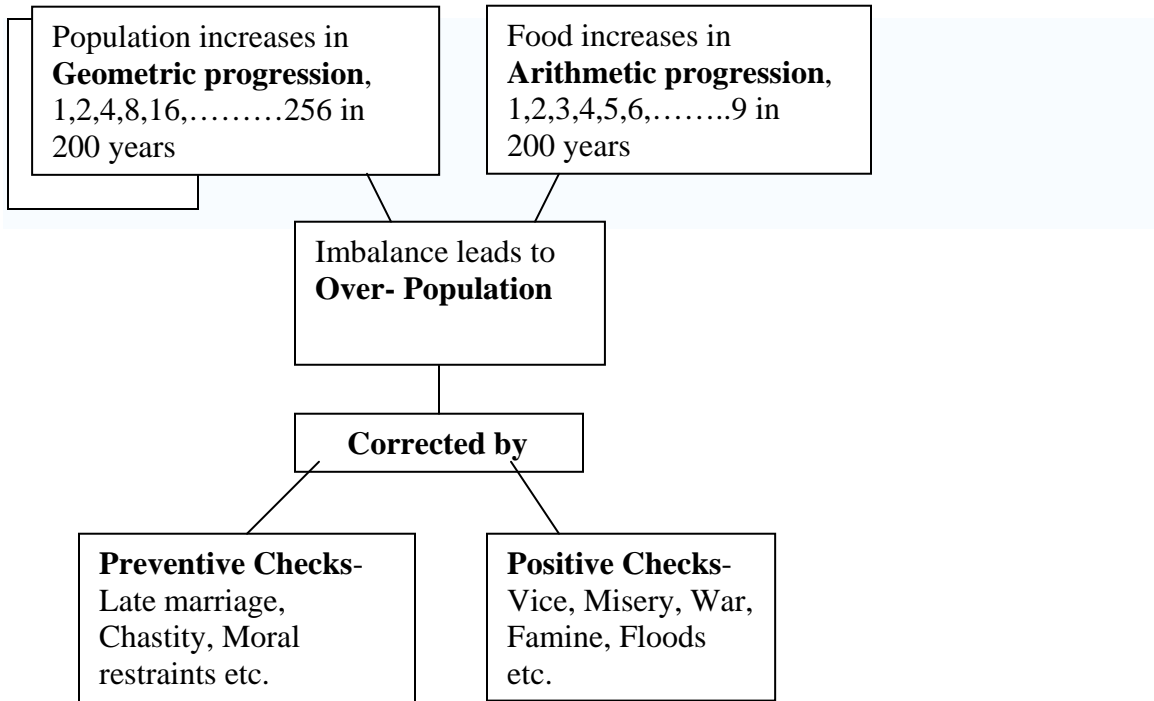 Population increases in
Geometric progression,
1,2,4,8,16,………256 in
200 years
Food increases in
Arithmetic progression,
1,2,3,4,5,6,……..9 in
200 years
Imbalance leads to
Over- Population
Corrected by
Preventive Checks-
Late marriage,
Chastity, Moral
restraints etc.
Positive Checks-
Vice, Misery, War,
Famine, Floods
etc.